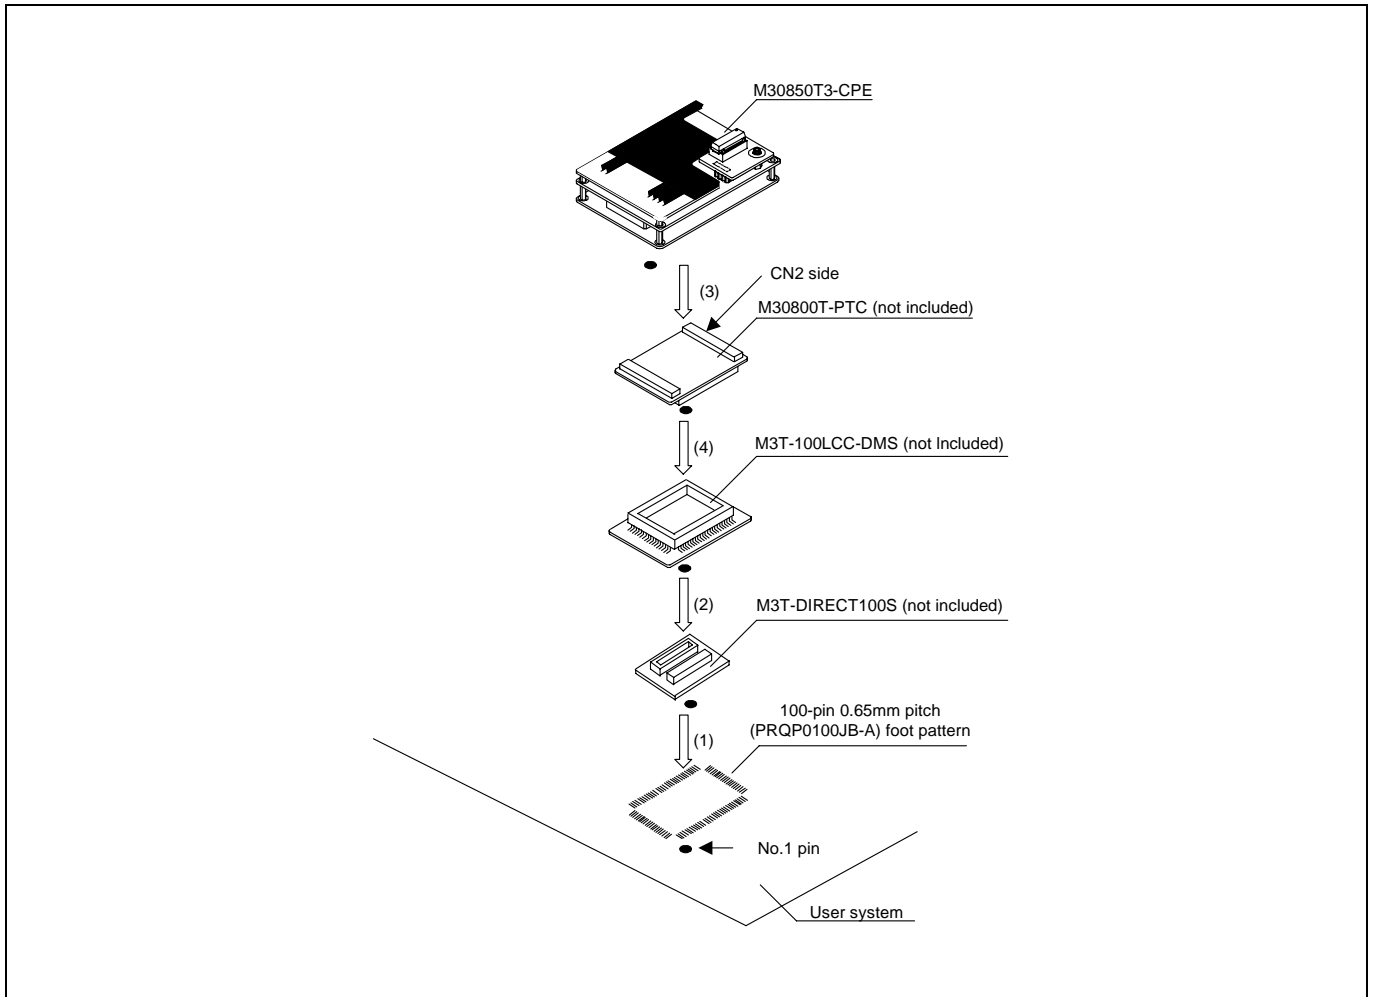 M30850T3-CPE
CN2 side
(3)
M30800T-PTC (not included)
M3T-100LCC-DMS (not Included)
(4)
M3T-DIRECT100S (not included)
(2)
100-pin 0.65mm pitch
(PRQP0100JB-A) foot pattern
(1)
No.1 pin
User system